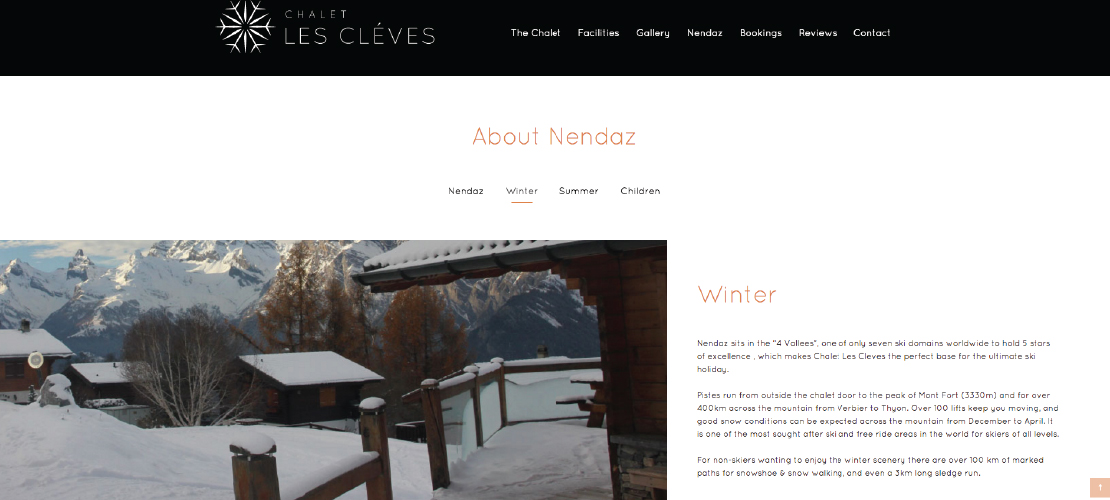 CHALET
LES CLÉVES
The Chalet Facilities Gallery Nendaz Bookings Reviews Contact
About Nendaz
Nendaz Winter Summer Children
Winter
Nendaz sits in the "4 Vallees", one of only seven ski domains worldwide to hold 5 stars
of excellence , which makes Chalet Les Cleves the perfect base for the ultimate ski
holiday.
Pistes run from outside the chalet door to the peak of Mont Fort (3330m) and for over
400km across the mountain from Verbier to Thyon. Over 100 lifts keep you moving, and
good snow conditions can be expected across the mountain from December to April. It
is one of the most sought after ski and free ride areas in the world for skiers of all levels.
For non-skiers wanting to enjoy the winter scenery there are over 100 km of marked
paths for snowshoe & snow walking, and even a 3km long sledge run.